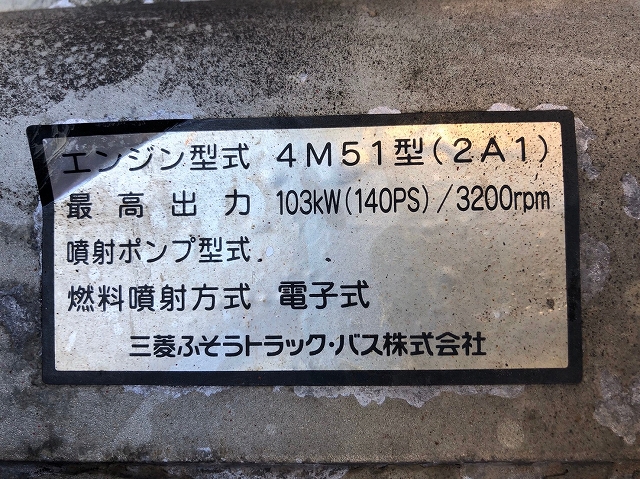 エンジン型式 4M51型(2A1)
最高出力 103kW(140PS)/3200rpm
噴射ポンプ型式
燃料噴射方式 電子式
三菱ふそうトラック・バス株式会社